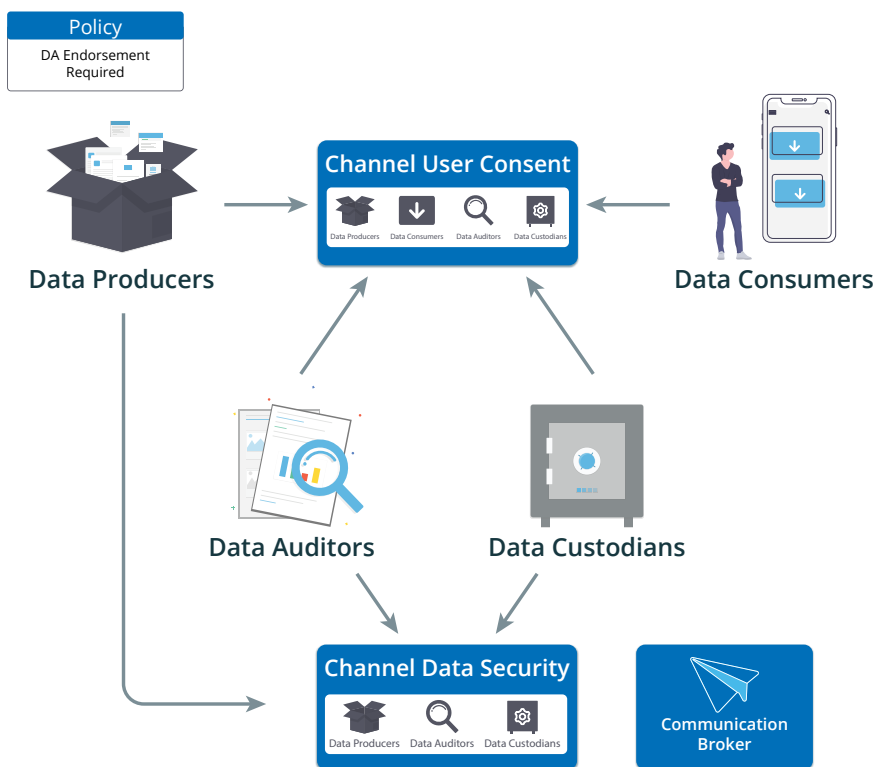 Policy
DA Endorsement
Required
Channel User Consent
Data Producers
Data Consumers
Data Auditors
Data Custodians
Data Producers
Data Consumers
Data Auditors
Data Custodians
Channel Data Security
Data Producers
Data Auditors
Data Custodians
Communication
Broker